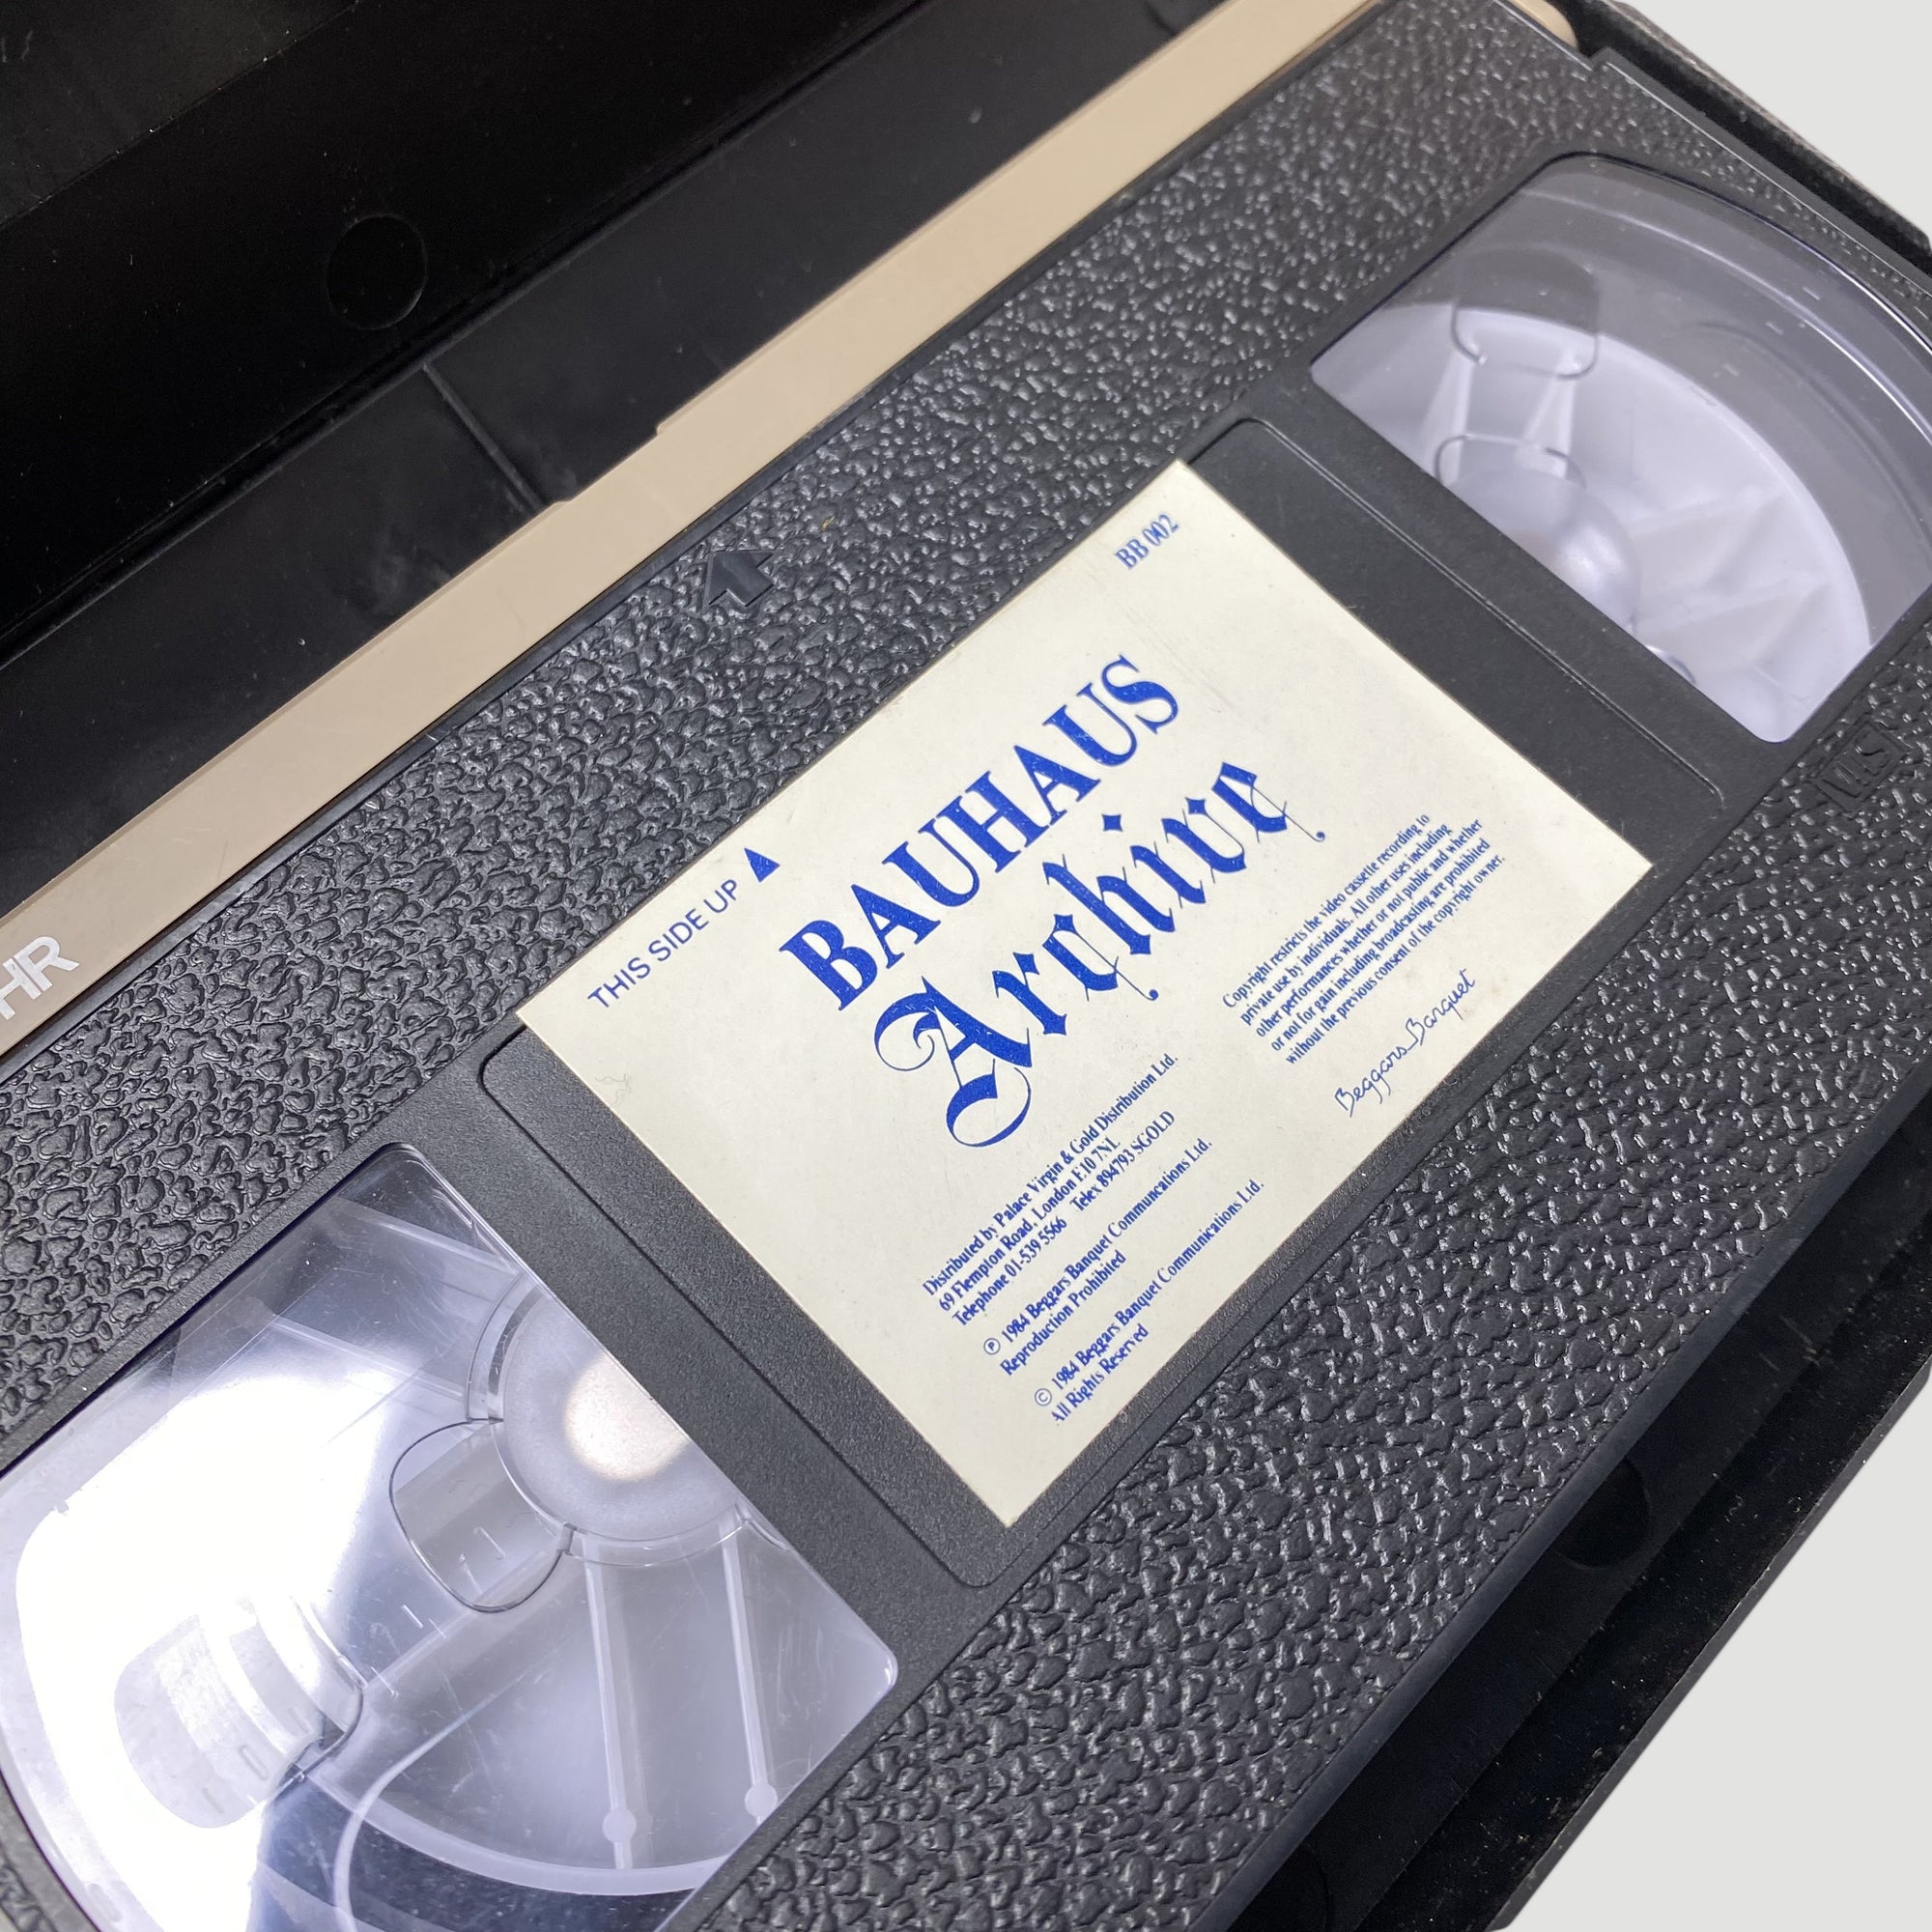 HR
BB 002
THIS SIDE UP ▲
BAUHAUS
Archive
Distributed by Palace Virgin & Gold Distribution Ltd.
69 Flempton Road, London E10 7NL
Telephone 01-539 5566 Telex 894793 SGOLD
Ⓟ 1984 Beggars Banquet Communcations Ltd.
Reproduction Prohibited
© 1984 Beggars Banquet Communications Ltd.
All Rights Reserved
Copyright restricts the video cassette recording to
private use by individuals. All other uses including
other performances whether or not public and whether
or not for gain including broadcasting are prohibited
without the previous consent of the copyright owner.
Beggars Banquet
VHS